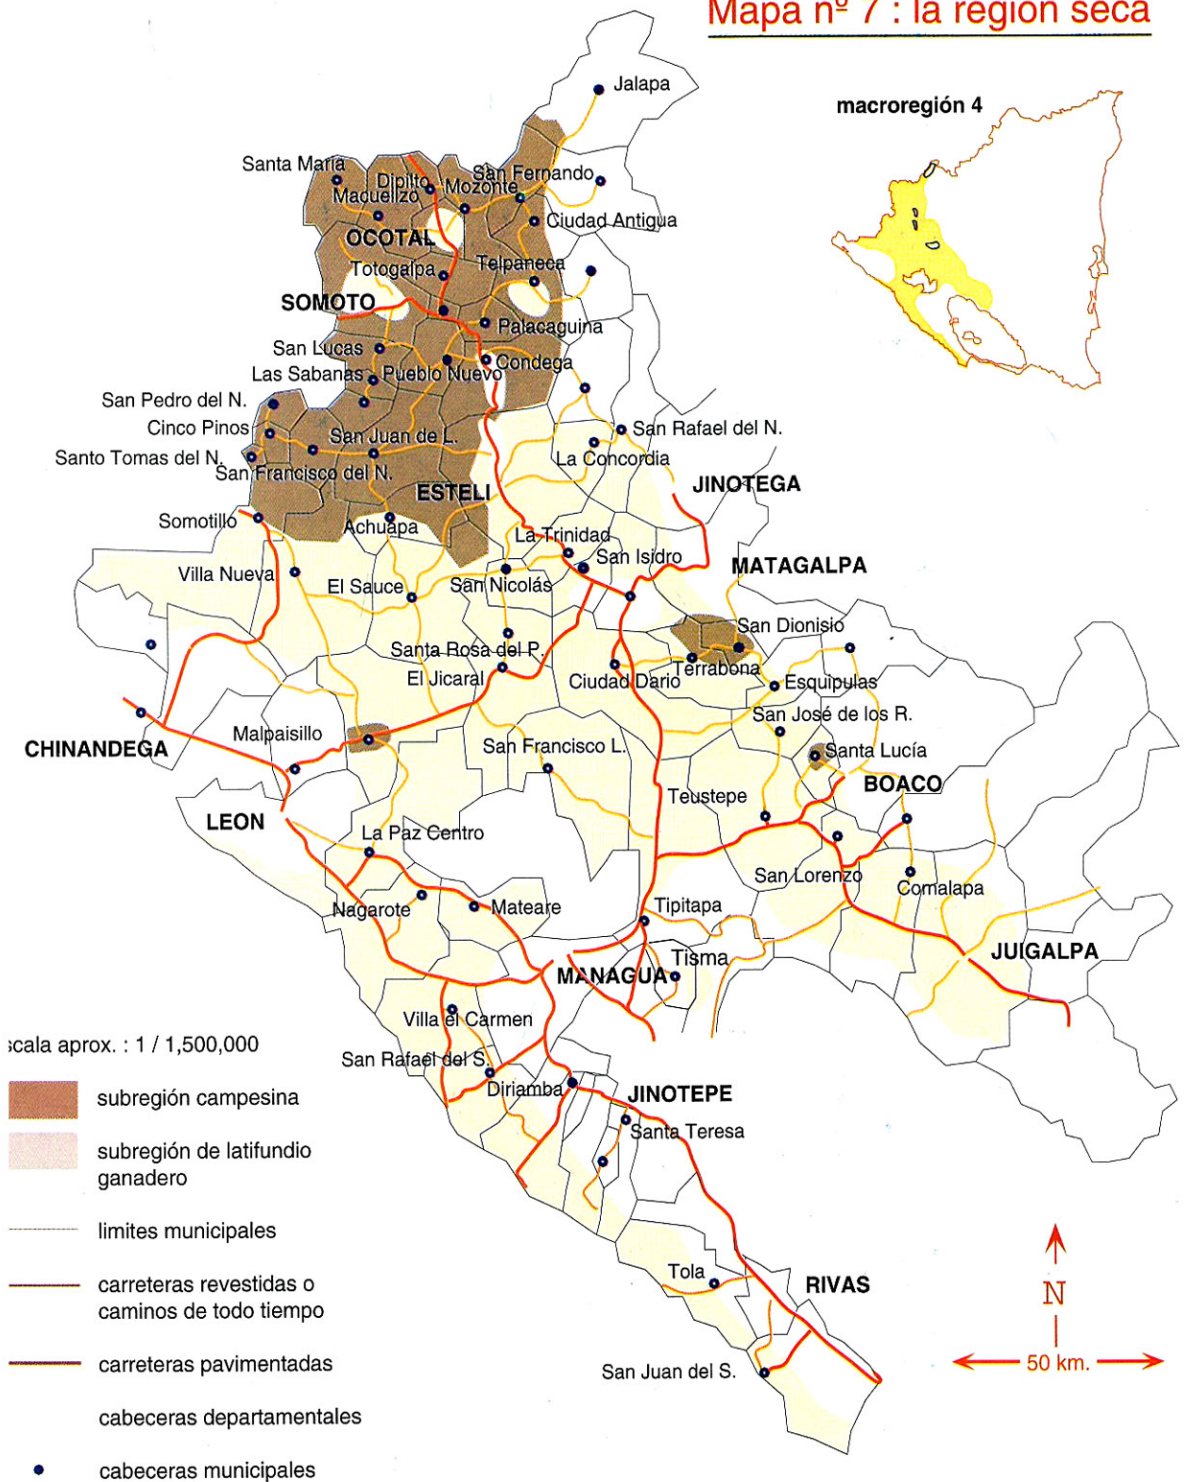 Mapa nº 7 : la región seca
macroregión 4
Jalapa
Santa María
Dipilto
San Fernando
Macuelizo
Mozonte
Ciudad Antigua
OCOTAL
Totogalpa
Telpaneca
SOMOTO
Palacaguina
San Lucas
Condega
Las Sabanas
Pueblo Nuevo
San Pedro del N.
Cinco Pinos
San Juan de L.
San Rafael del N.
Santo Tomas del N.
San Francisco del N.
La Concordia
ESTELI
JINOTEGA
Somotillo
Achuapa
La Trinidad
San Isidro
MATAGALPA
Villa Nueva
El Sauce
San Nicolás
San Dionisio
Santa Rosa del P.
El Jicaral
Ciudad Dario
Terrabona
Esquipulas
San José de los R.
CHINANDEGA
Malpaisillo
San Francisco L.
Santa Lucía
BOACO
Teustepe
LEON
La Paz Centro
San Lorenzo
Comalapa
Nagarote
Mateare
Tipitapa
JUIGALPA
MANAGUA
Tisma
Villa el Carmen
San Rafael del S.
Diriamba
JINOTEPE
Santa Teresa
Tola
RIVAS
San Juan del S.
scala aprox. : 1 / 1,500,000
subregión campesina
subregión de latifundio
ganadero
limites municipales
carreteras revestidas o
caminos de todo tiempo
carreteras pavimentadas
cabeceras departamentales
cabeceras municipales
N
50 km.